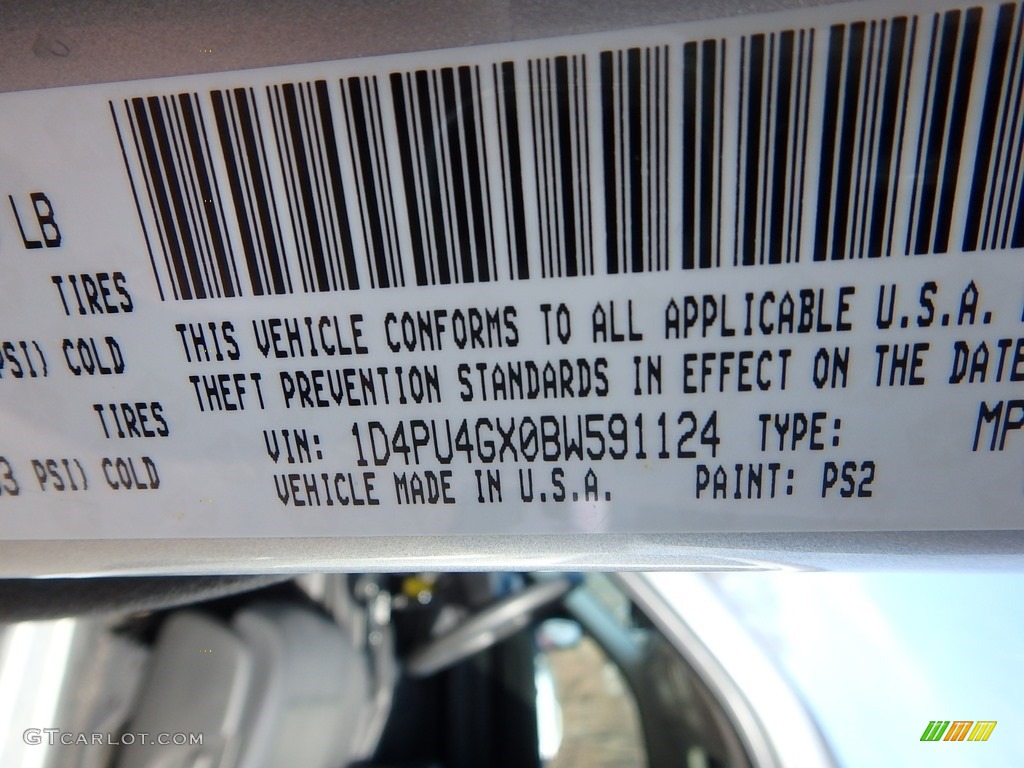 LB
TIRES
PSI) COLD
TIRES
3 PSI) COLD
THIS VEHICLE CONFORMS TO ALL APPLICABLE U.S.A.
THEFT PREVENTION STANDARDS IN EFFECT ON THE DATE
VIN: 1D4PU4GX0BW591124 TYPE: MP
VEHICLE MADE IN U.S.A. PAINT: PS2
GTCARLOT.COM